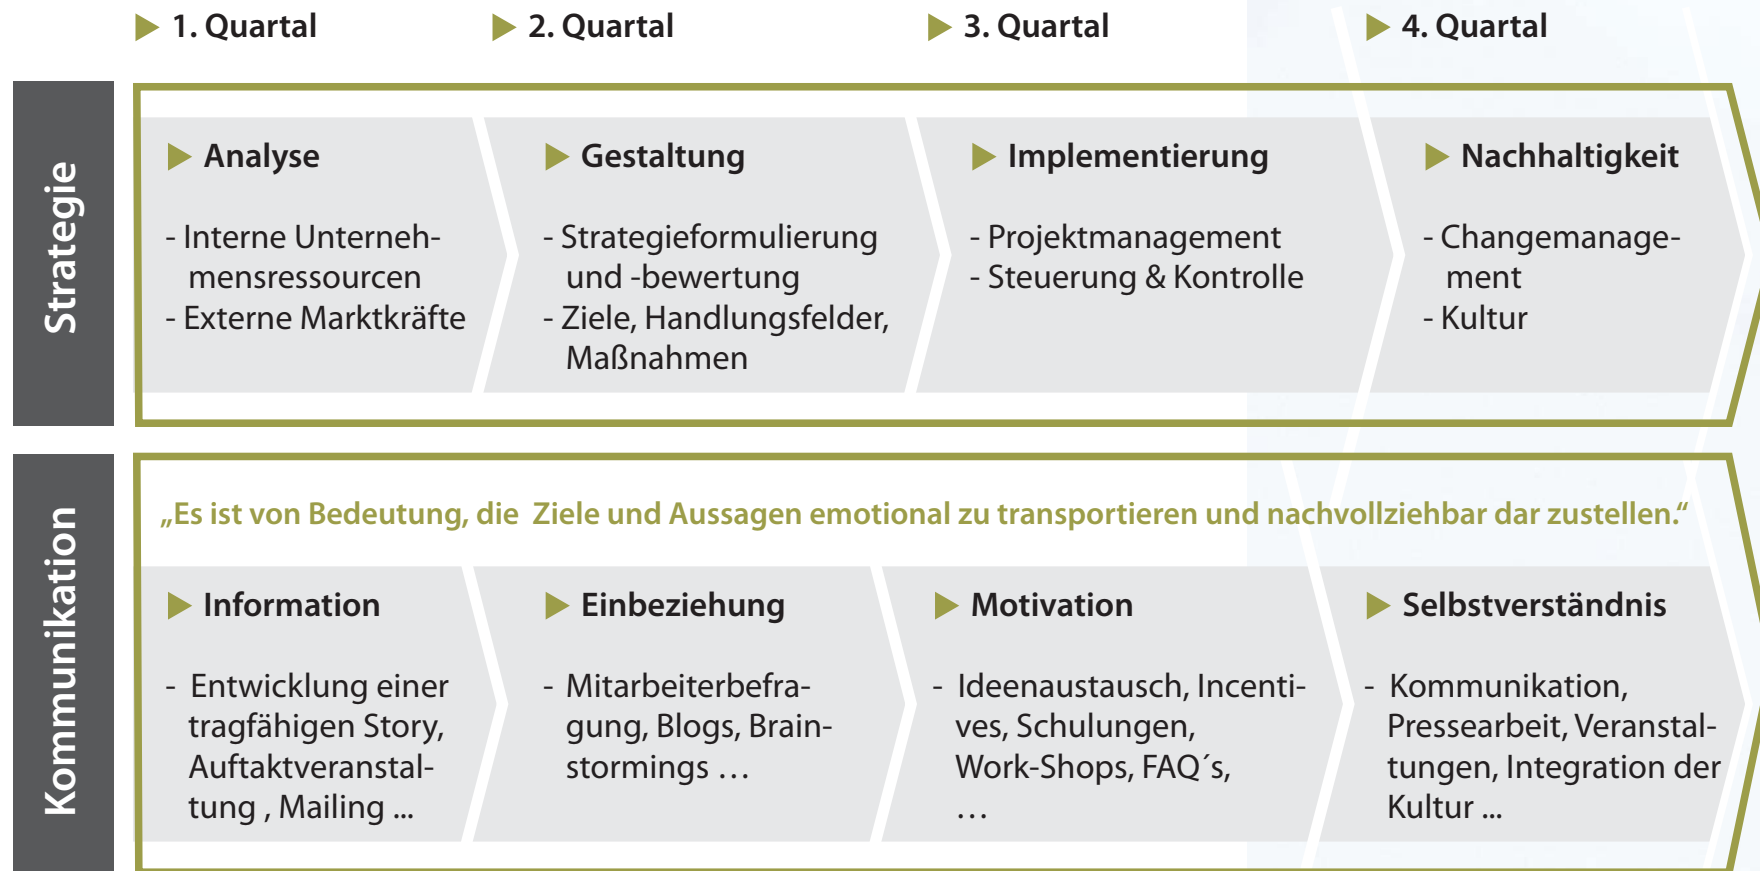 1. Quartal
2. Quartal
3. Quartal
4. Quartal
Strategie
Analyse
- Interne Unterneh-
mensressourcen
- Externe Marktkräfte
Gestaltung
- Strategieformulierung
und -bewertung
- Ziele, Handlungsfelder,
Maßnahmen
Implementierung
- Projektmanagement
- Steuerung & Kontrolle
Nachhaltigkeit
- Changemanage-
ment
- Kultur
Kommunikation
„Es ist von Bedeutung, die  Ziele und Aussagen emotional zu transportieren und nachvollziehbar dar zustellen.“
Information
- Entwicklung einer
tragfähigen Story,
Auftaktveranstal-
tung , Mailing ...
Einbeziehung
- Mitarbeiterbefra-
gung, Blogs, Brain-
stormings …
Motivation
- Ideenaustausch, Incenti-
ves, Schulungen,
Work-Shops, FAQ´s,
…
Selbstverständnis
- Kommunikation,
Pressearbeit, Veranstal-
tungen, Integration der
Kultur ...